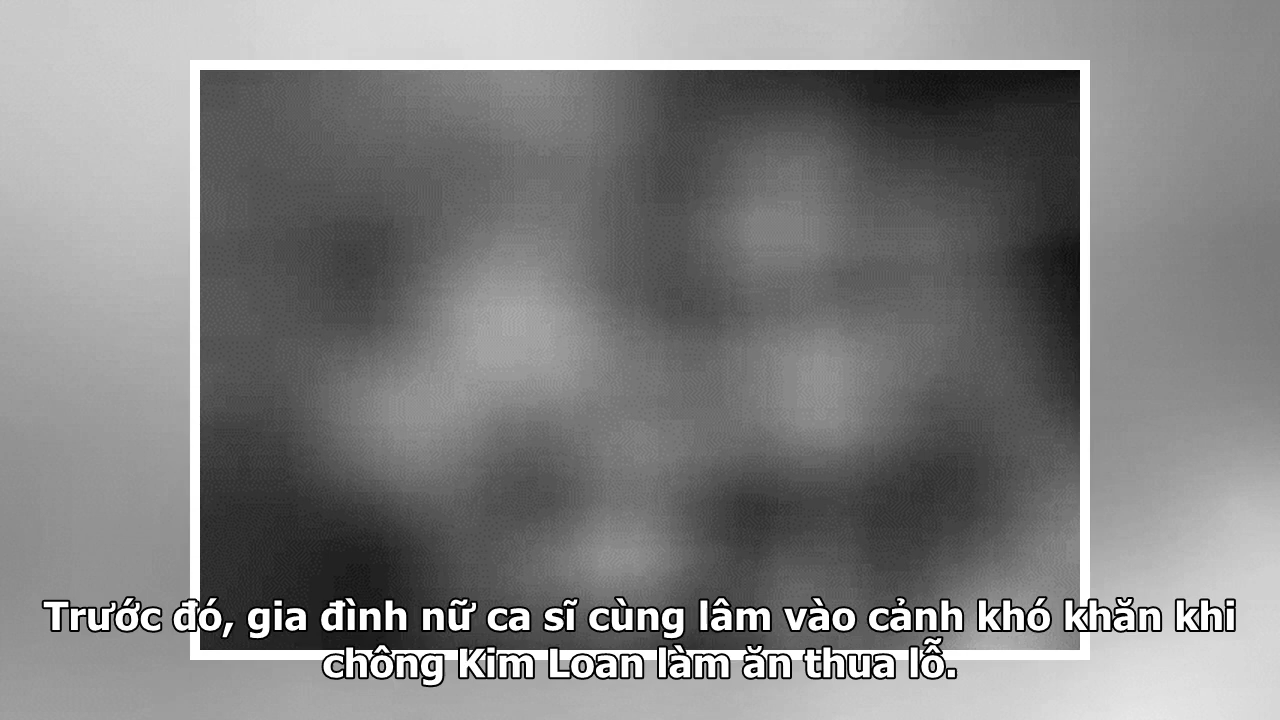 Trước đó, gia đình nữ ca sĩ cùng lâm vào cảnh khó khăn khi
chông Kim Loan làm ăn thua lỗ.